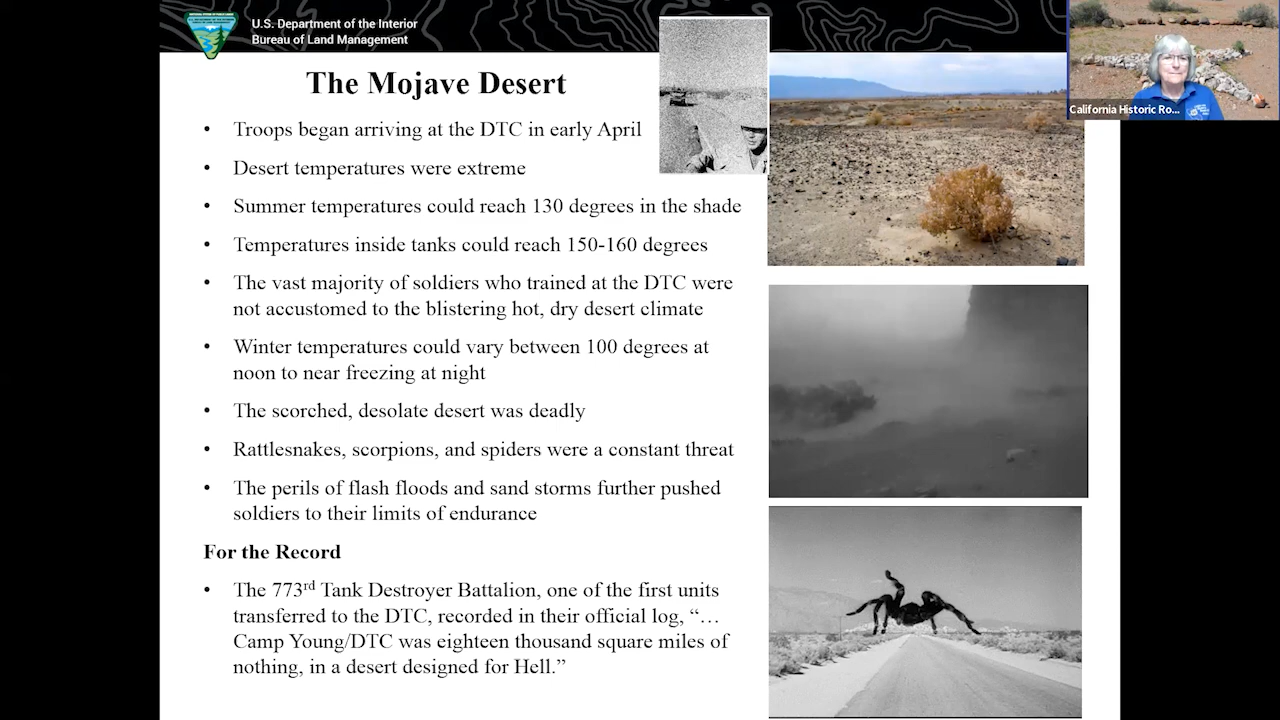 U.S. Department of the Interior
Bureau of Land Management
The Mojave Desert
• Troops began arriving at the DTC in early April
• Desert temperatures were extreme
• Summer temperatures could reach 130 degrees in the shade
• Temperatures inside tanks could reach 150-160 degrees
• The vast majority of soldiers who trained at the DTC were
not accustomed to the blistering hot, dry desert climate
• Winter temperatures could vary between 100 degrees at
noon to near freezing at night
• The scorched, desolate desert was deadly
• Rattlesnakes, scorpions, and spiders were a constant threat
• The perils of flash floods and sand storms further pushed
soldiers to their limits of endurance
For the Record
• The 773rd Tank Destroyer Battalion, one of the first units
transferred to the DTC, recorded in their official log, “…
Camp Young/DTC was eighteen thousand square miles of
nothing, in a desert designed for Hell.”
California Historic Ro...